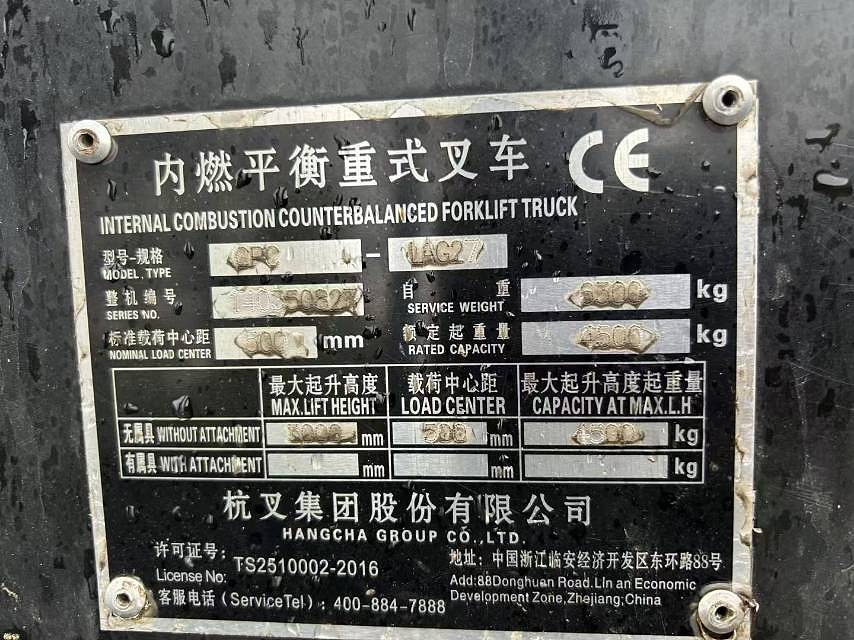 内燃平衡重式叉车 CE
INTERNAL COMBUSTION COUNTERBALANCED FORKLIFT TRUCK
型号-规格
MODEL. TYPE
-
整机编号
SERIES NO.
自重
SERVICE WEIGHT
kg
标准载荷中心距
NOMINAL LOAD CENTER
500 mm
额定起重量
RATED CAPACITY
4500 kg
最大起升高度 载荷中心距 最大起升高度起重量
MAX.LIFT HEIGHT LOAD CENTER CAPACITY AT MAX.L.H
无属具 WITHOUT ATTACHMENT mm 500 mm 4500 kg
有属具 WITH ATTACHMENT mm mm kg
杭叉集团股份有限公司
HANGCHA GROUP CO.,LTD.
许可证号:
License No: TS2510002-2016
客服电话 (ServiceTel) : 400-884-7888
地址: 中国浙江临安经济开发区东环路88号
Add:88Donghuan Road.Lin an Economic
Development Zone,Zhejiang,China